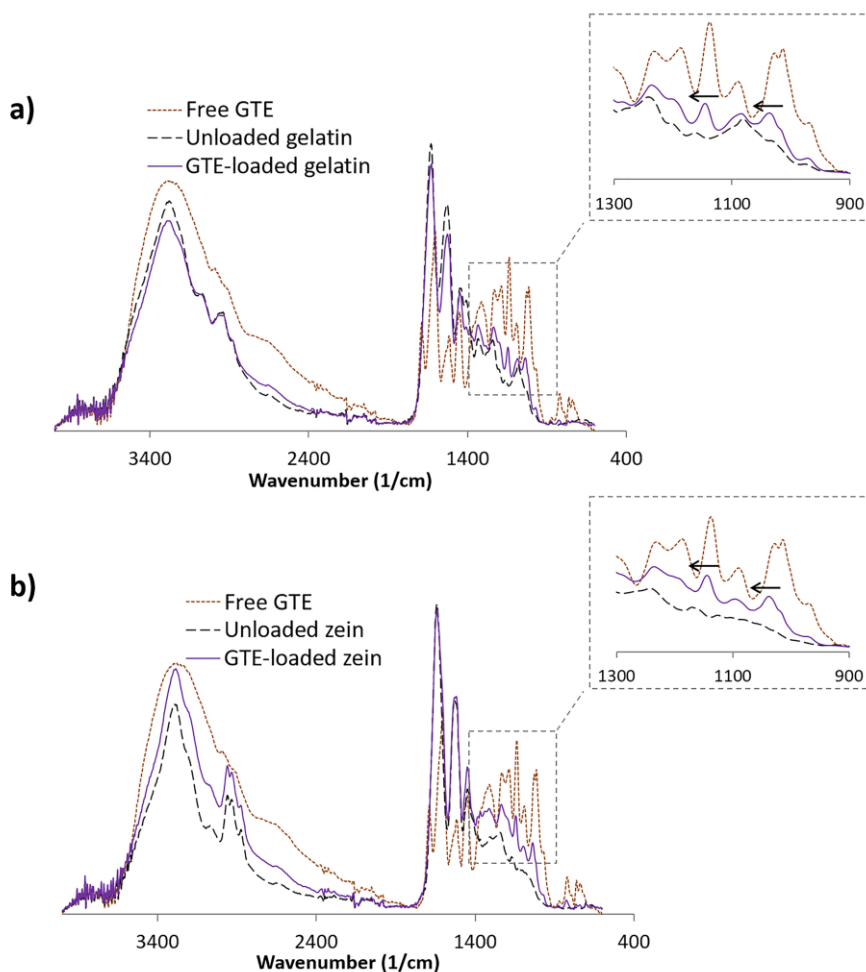 a)
Free GTE
Unloaded gelatin
GTE-loaded gelatin
1300 1100 900
3400 2400 1400 400
Wavenumber (1/cm)
b)
Free GTE
Unloaded zein
GTE-loaded zein
1300 1100 900
3400 2400 1400 400
Wavenumber (1/cm)